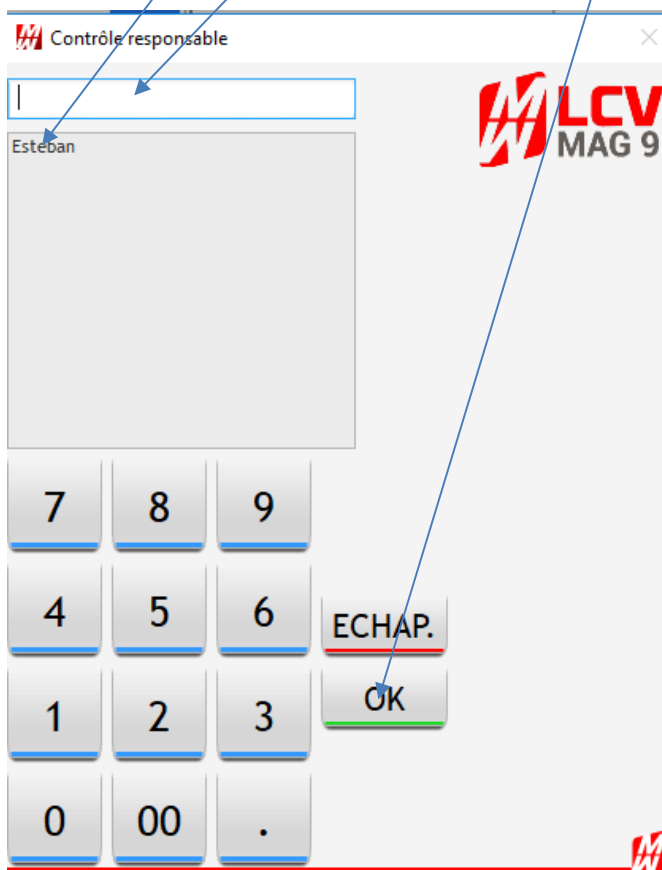 Contrôle responsable
LCV
MAG 9
Esteban
7 8 9
4 5 6
ECHAP.
1 2 3
OK
0 00 .